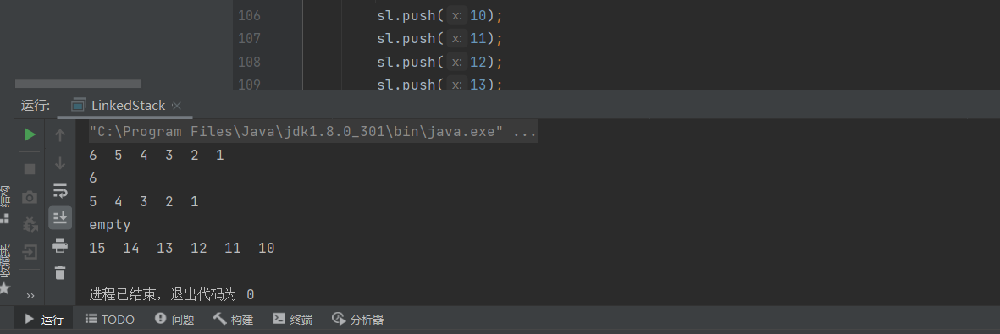 106 sl.push( x: 10);
107 sl.push( x: 11);
108 sl.push( x: 12);
109 sl.push( x: 13);
运行: LinkedStack ×
"C:\Program Files\Java\jdk1.8.0_301\bin\java.exe" ...
6 5 4 3 2 1
6
5 4 3 2 1
empty
15 14 13 12 11 10
进程已结束，退出代码为 0
结构
收藏夹
»
运行 TODO 问题 构建 终端 分析器